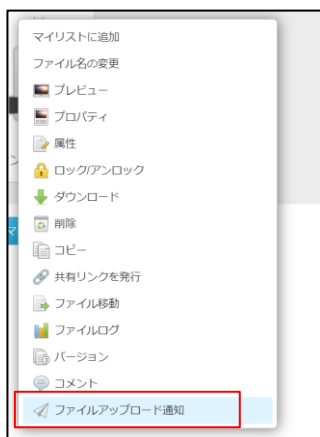 マイリストに追加
ファイル名の変更
プレビュー
プロパティ
属性
ロック/アンロック
ダウンロード
削除
コピー
共有リンクを発行
ファイル移動
ファイルログ
バージョン
コメント
ファイルアップロード通知